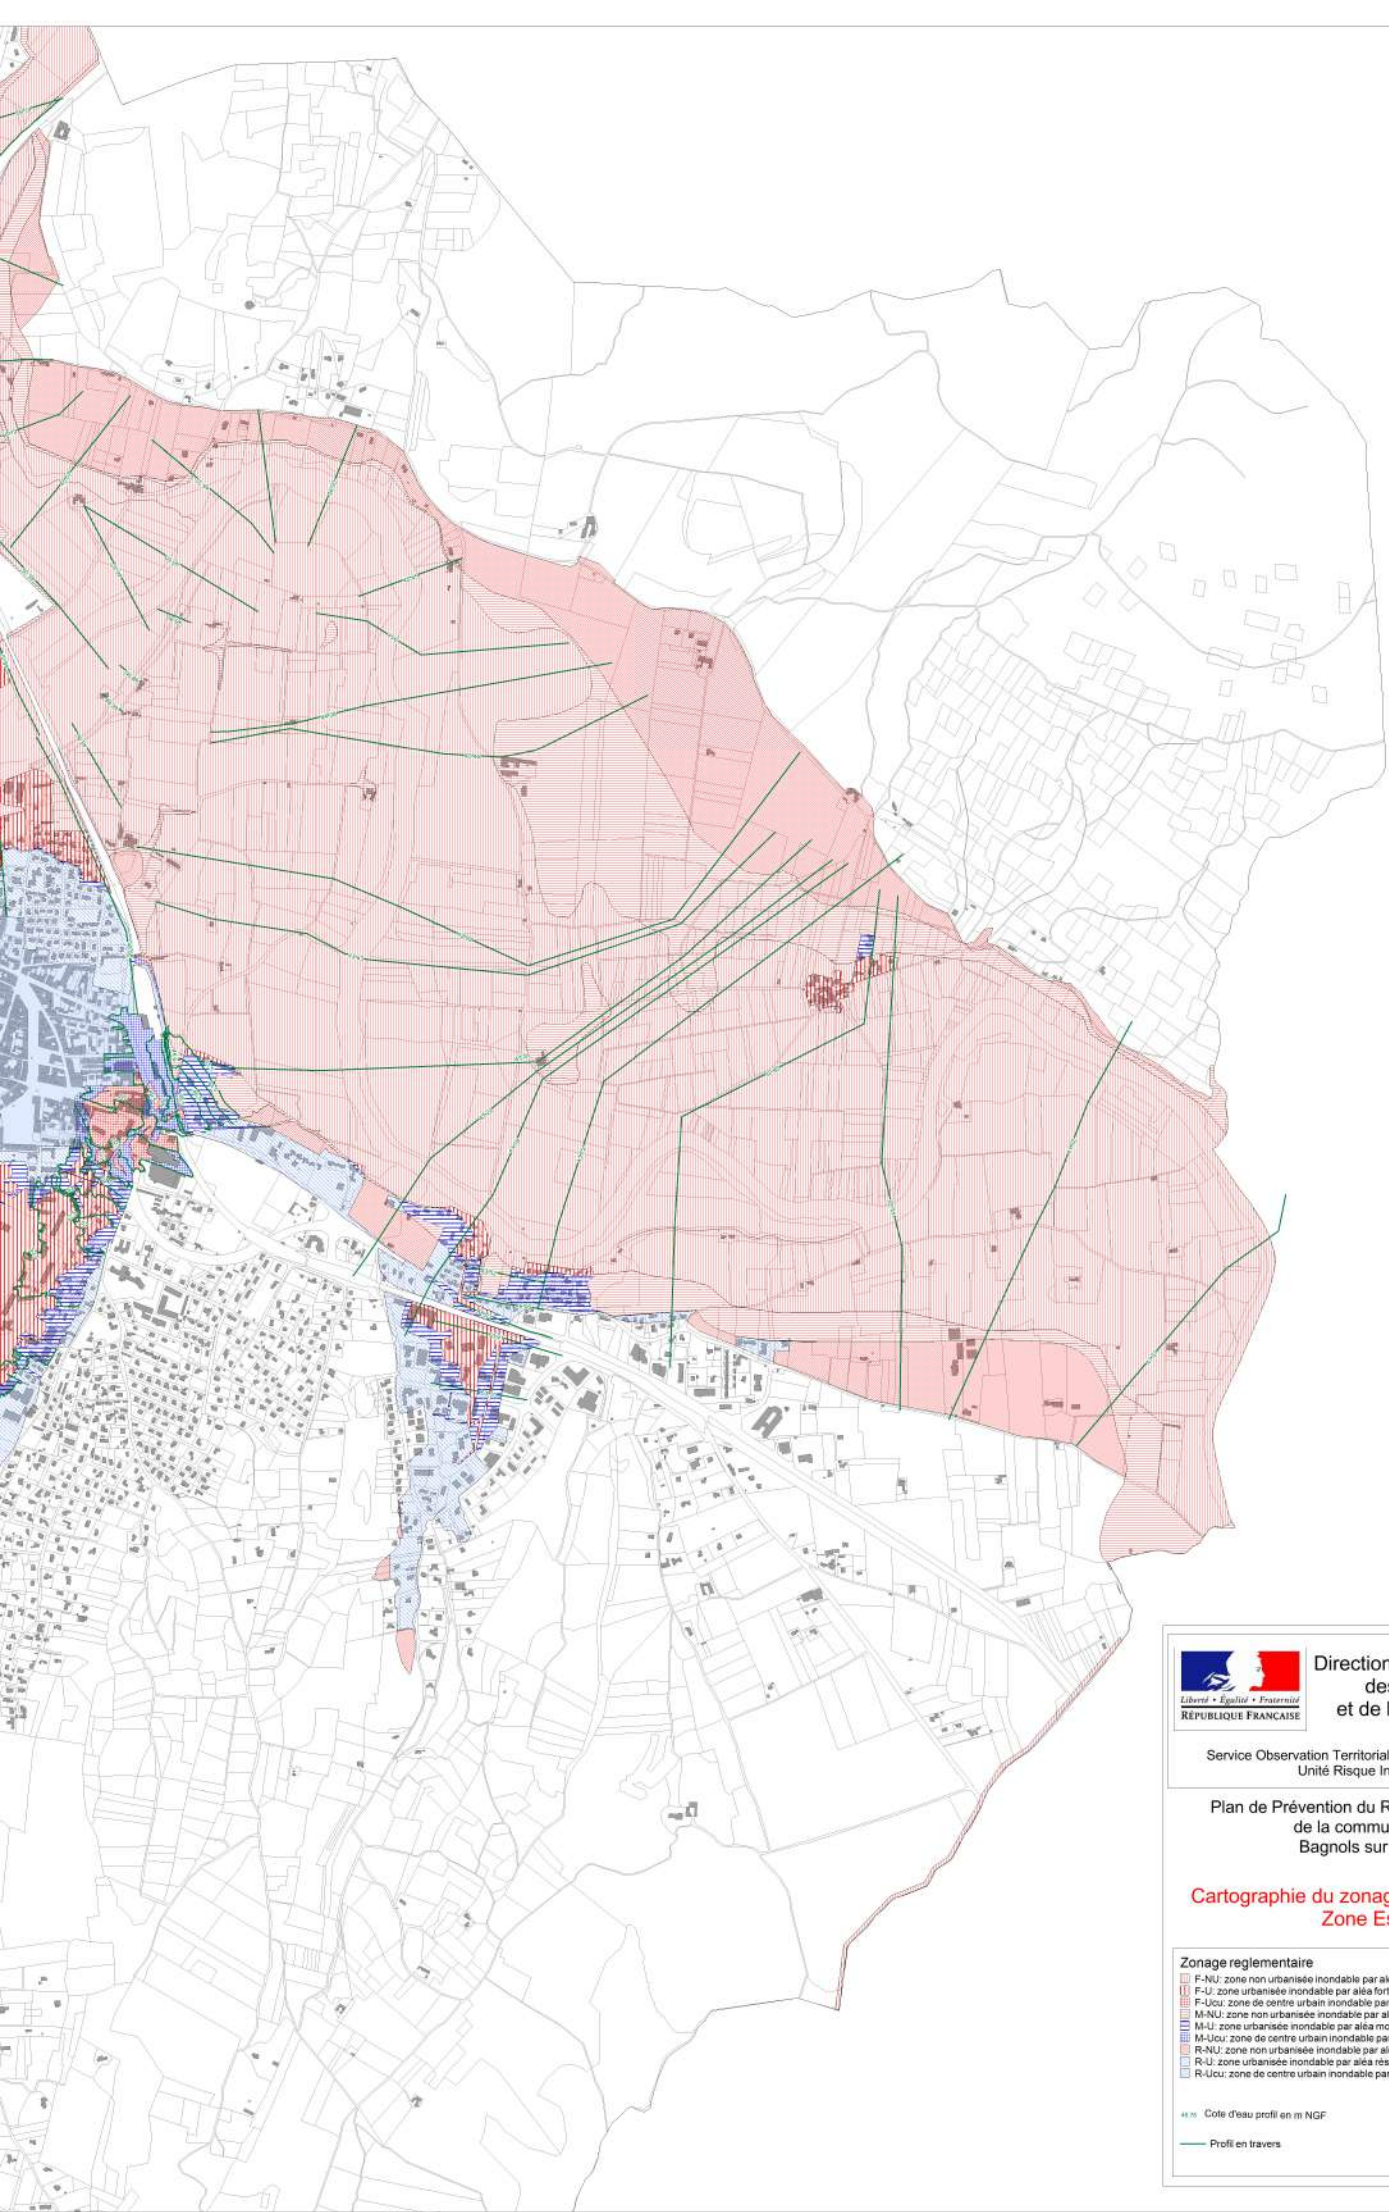 Direction
des
et de l
Liberté • Égalité • Fraternité
RÉPUBLIQUE FRANÇAISE
Service Observation Territorial
Unité Risque In
Plan de Prévention du R
de la commu
Bagnols sur
Cartographie du zonag
Zone Es
Zonage reglementaire
F-NU: zone non urbanisée inondable par alé
F-U: zone urbanisée inondable par aléa fort
F-Ucu: zone de centre urbain inondable par
M-NU: zone non urbanisée inondable par al
M-U: zone urbanisée inondable par aléa mo
M-Ucu: zone de centre urbain inondable pa
R-NU: zone non urbanisée inondable par al
R-U: zone urbanisée inondable par aléa rés
R-Ucu: zone de centre urbain inondable par
Cote d'eau profil en m NGF
Profil en travers